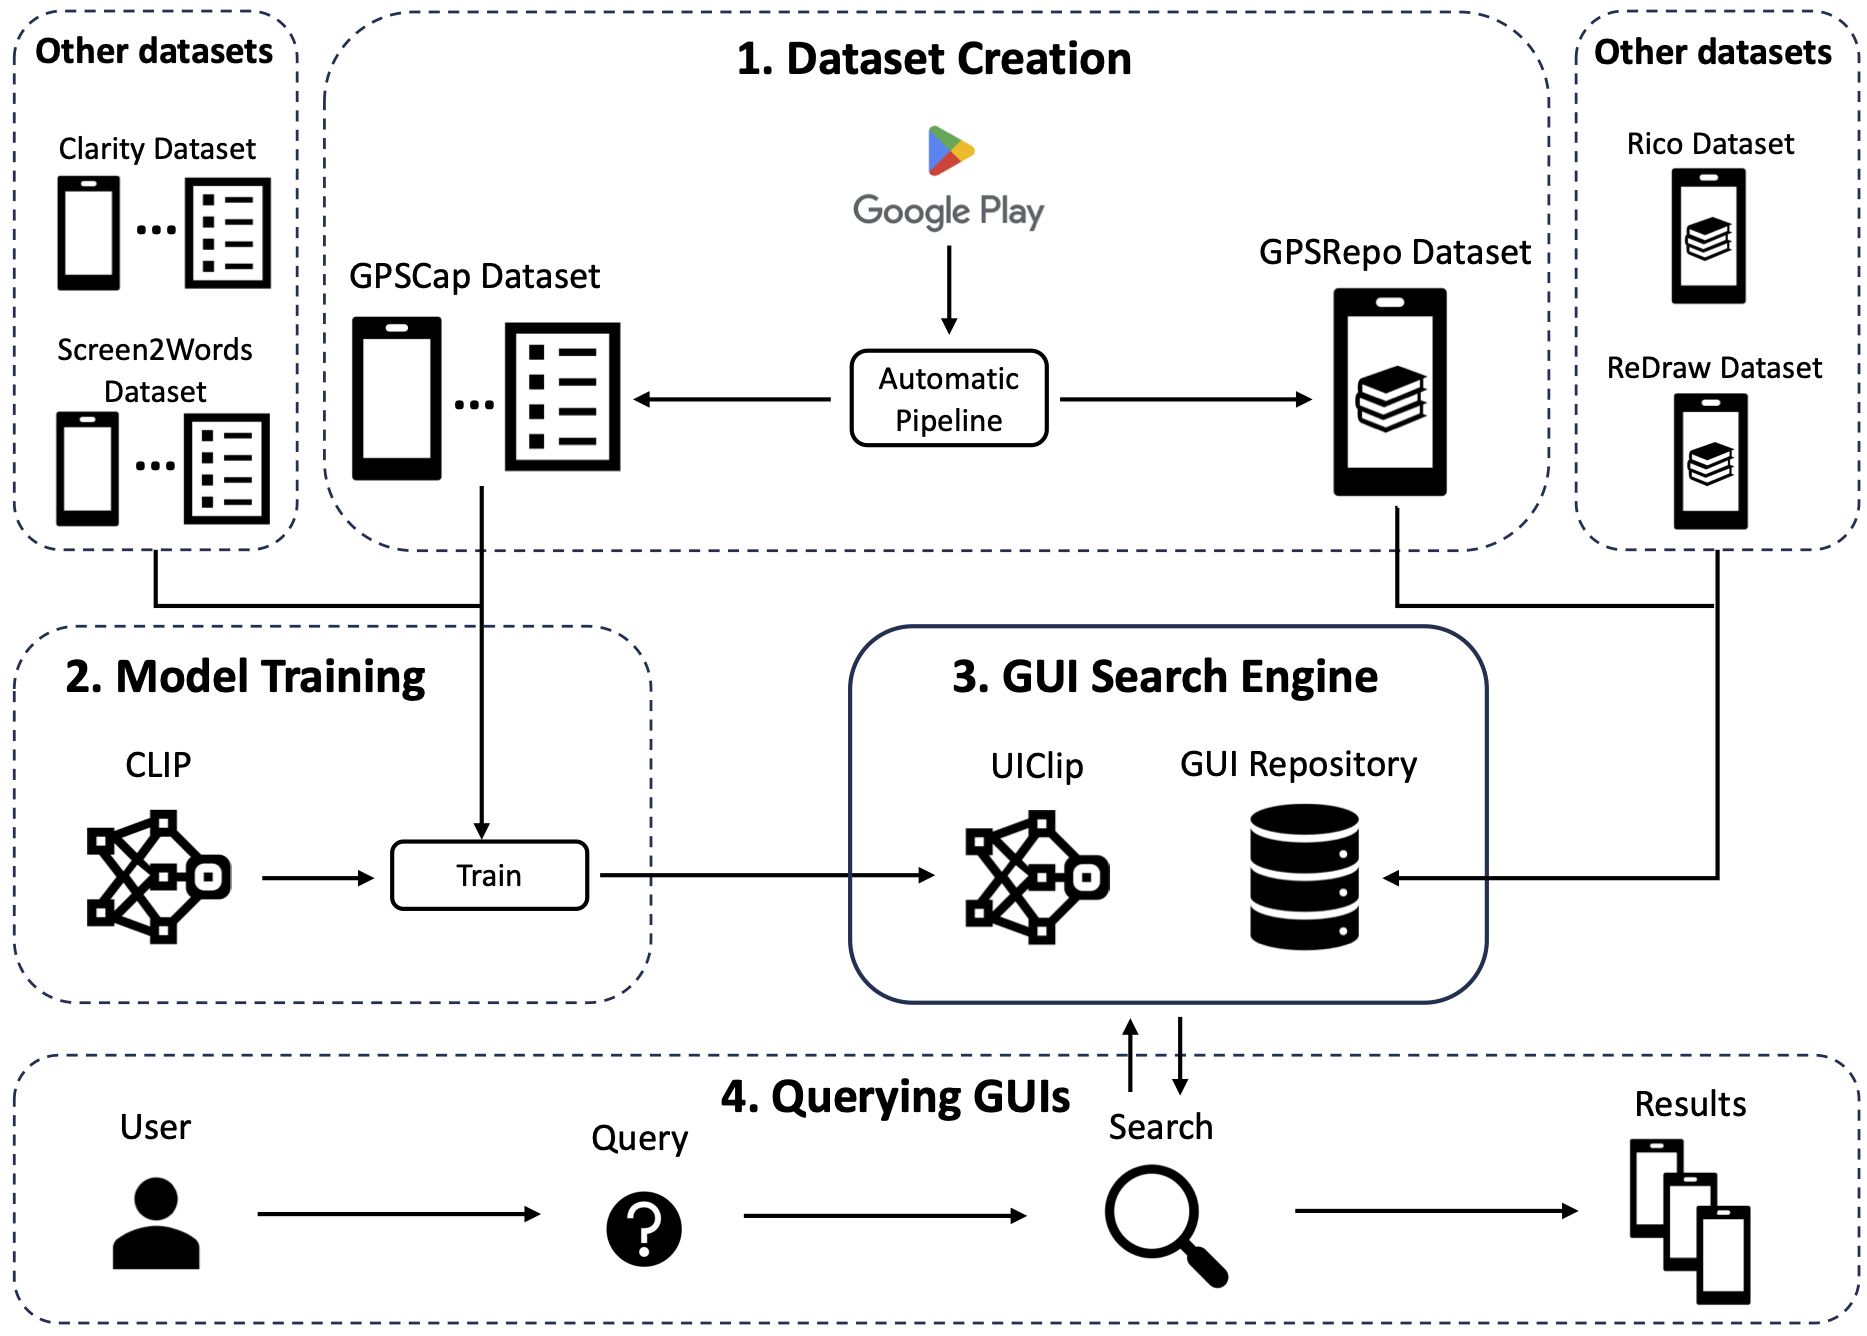 Other datasets
Clarity Dataset
Screen2Words
Dataset
1. Dataset Creation
Google Play
GPSCap Dataset
Automatic
Pipeline
GPSRepo Dataset
Other datasets
Rico Dataset
ReDraw Dataset
2. Model Training
CLIP
Train
3. GUI Search Engine
UIClip
GUI Repository
4. Querying GUIs
User
Query
Search
Results